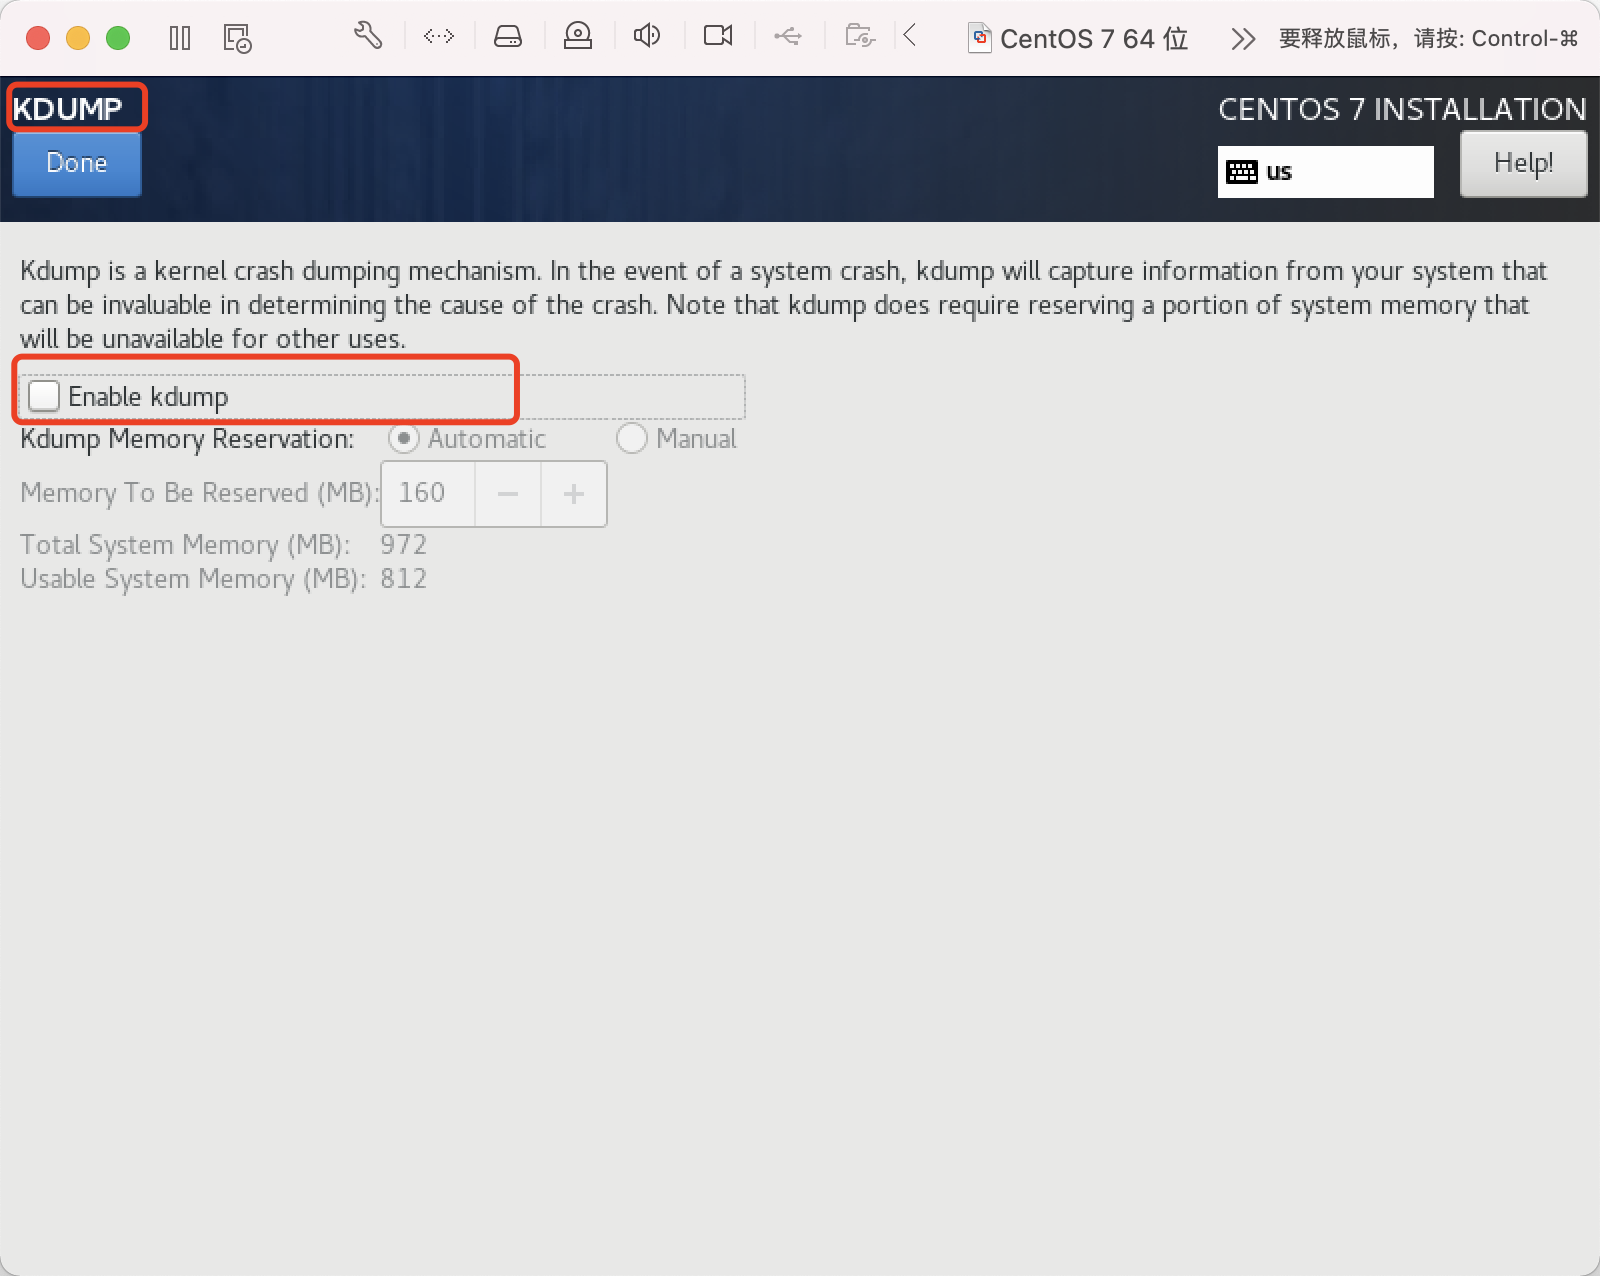 CentOS 7 64 位
要释放鼠标，请按: Control-⌘
KDUMP
CENTOS 7 INSTALLATION
Done
us
Help!
Kdump is a kernel crash dumping mechanism. In the event of a system crash, kdump will capture information from your system that
can be invaluable in determining the cause of the crash. Note that kdump does require reserving a portion of system memory that
will be unavailable for other uses.
Enable kdump
Kdump Memory Reservation: Automatic Manual
Memory To Be Reserved (MB): 160 − +
Total System Memory (MB): 972
Usable System Memory (MB): 812